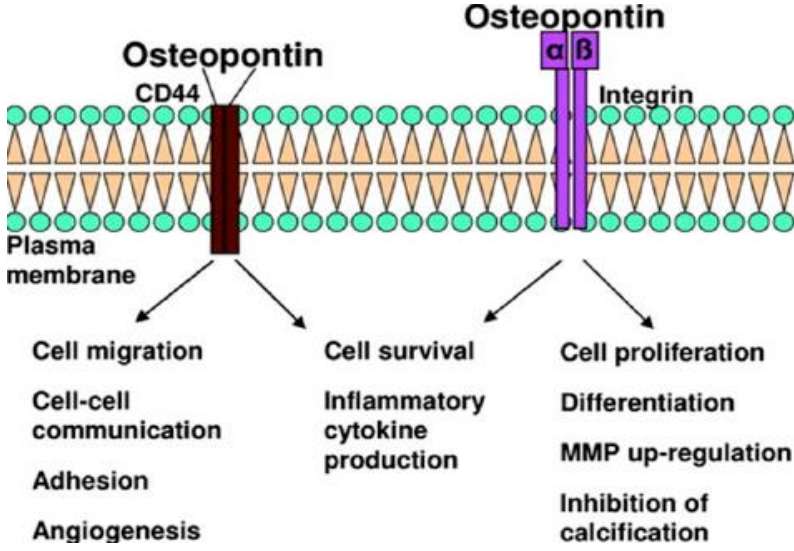 Osteopontin
α ß
Osteopontin
CD44
Integrin
Plasma
membrane
Cell migration
Cell-cell
communication
Adhesion
Angiogenesis
Cell survival
Inflammatory
cytokine
production
Cell proliferation
Differentiation
MMP up-regulation
Inhibition of
calcification